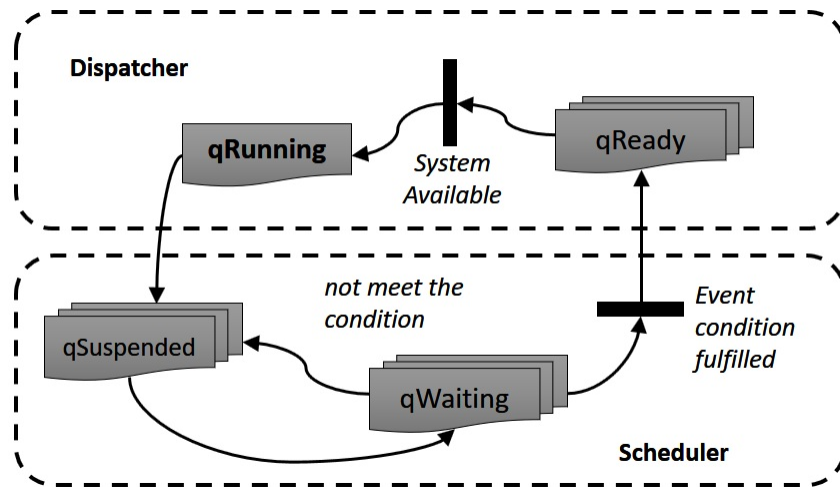 Dispatcher
qRunning
System
Available
qReady
not meet the
condition
Event
condition
fulfilled
qSuspended
qWaiting
Scheduler